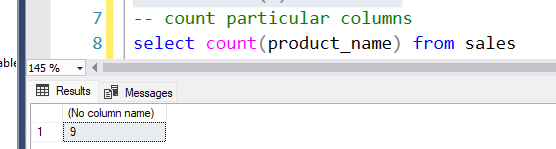 7 -- count particular columns
8 select count(product_name) from sales
145 %
Results Messages
(No column name)
1 9